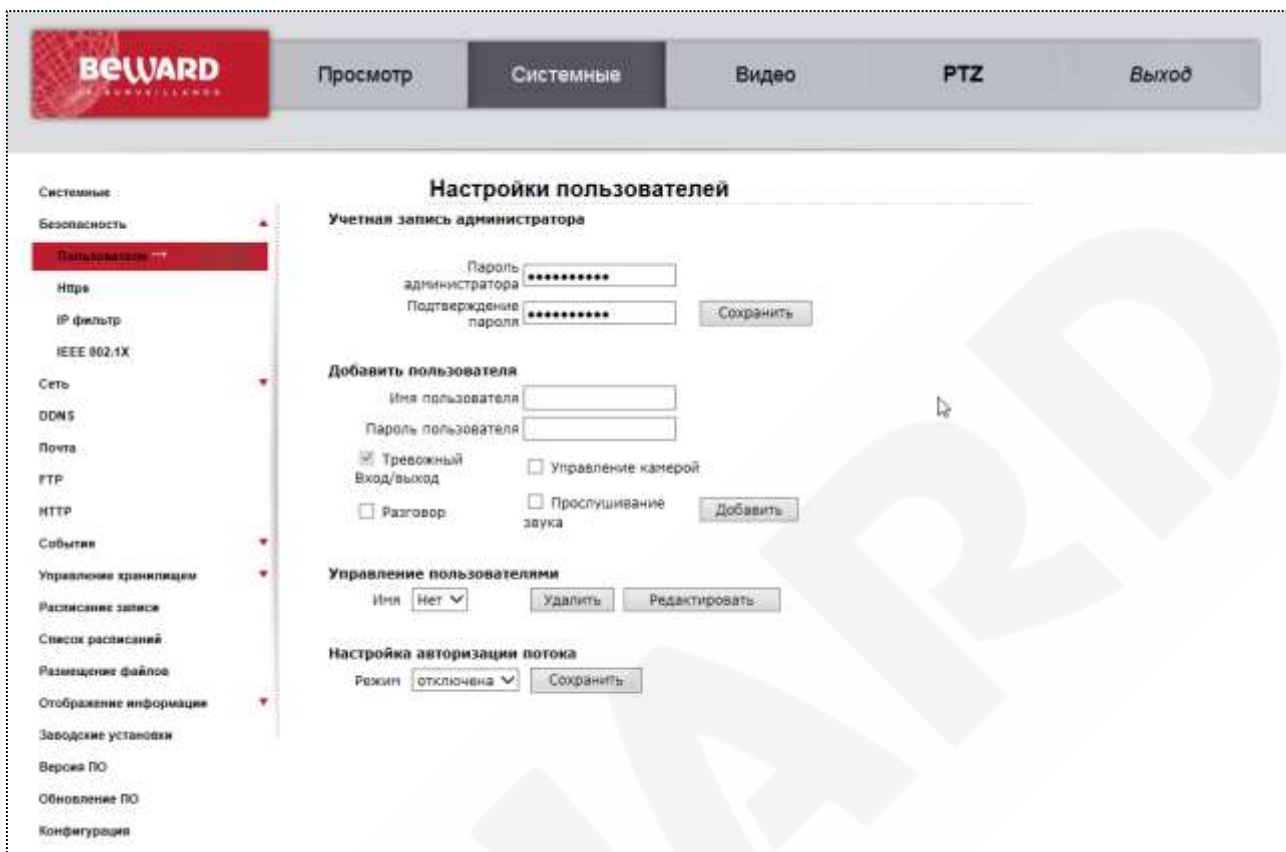 BEWARD
IP SURVEILLANCE
Просмотр
Системные
Видео
PTZ
Выход
Системные
Безопасность
Пользователи →
Https
IP фильтр
IEEE 802.1X
Сеть
DDNS
Почта
FTP
HTTP
События
Управление хранилищем
Расписание записи
Список расписаний
Размещение файлов
Отображение информации
Заводские установки
Версия ПО
Обновление ПО
Конфигурация
Настройки пользователей
Учетная запись администратора
Пароль
администратора ••••••••••
Подтверждение
пароля ••••••••••
Сохранить
Добавить пользователя
Имя пользователя
Пароль пользователя
Тревожный
Вход/выход
Управление камерой
Разговор
Прослушивание
звука
Добавить
Управление пользователями
Имя Нет Удалить Редактировать
Настройка авторизации потока
Режим отключена Сохранить